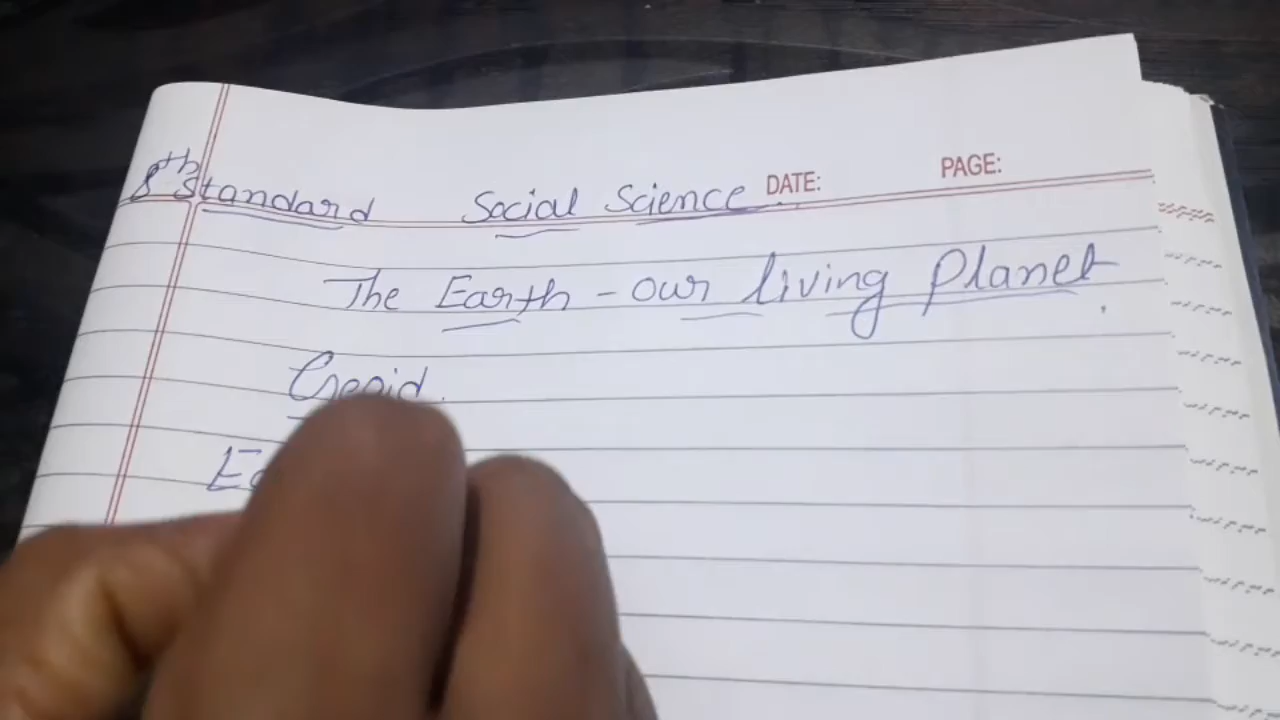 8th Standard Social Science DATE: PAGE:
The Earth - our living Planet
Geoid.